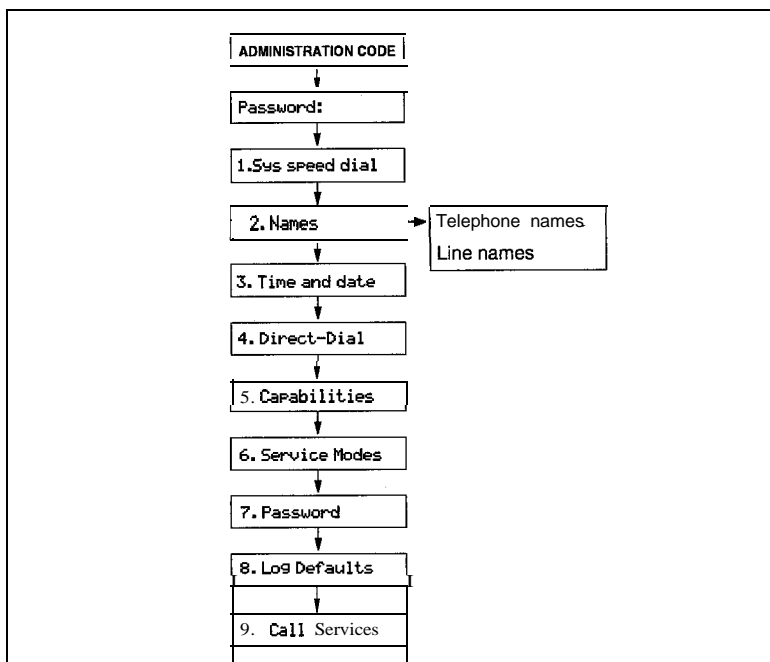 ADMINISTRATION CODE
Password:
1.Sys speed dial
2. Names
Telephone names
Line names
3. Time and date
4. Direct-Dial
5. Capabilities
6. Service Modes
7. Password
8. Log Defaults
9. Call Services